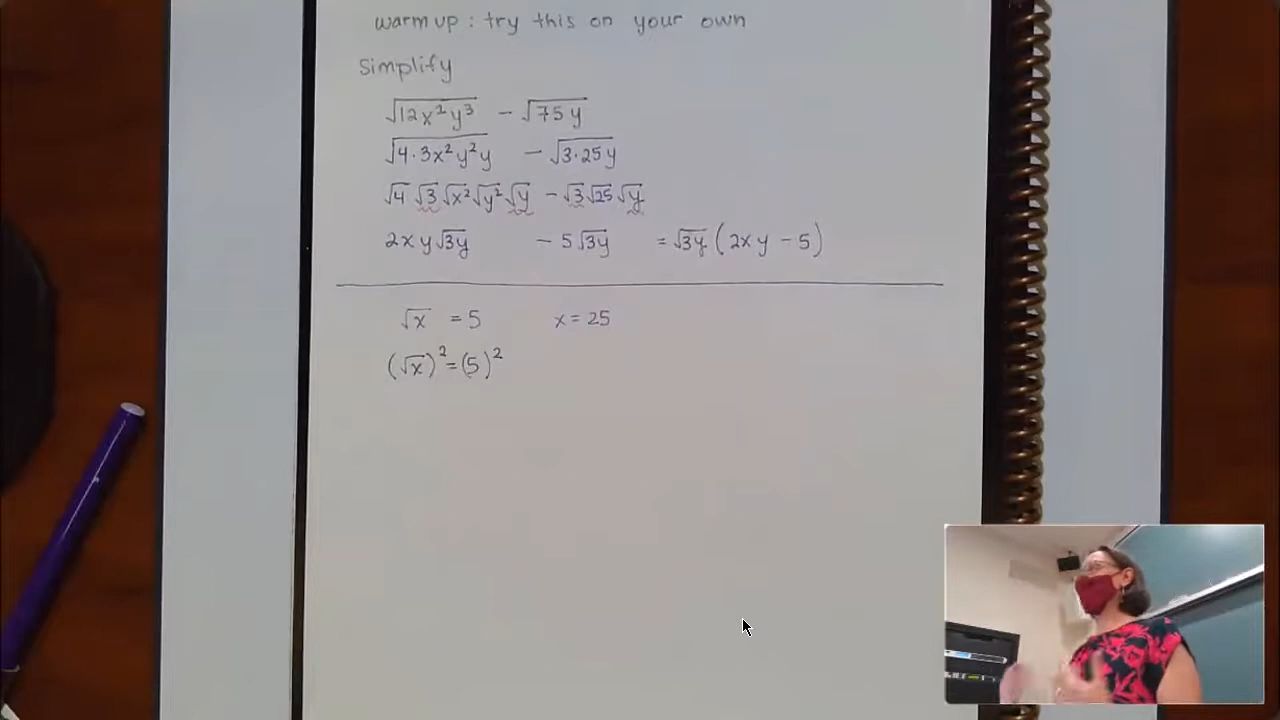 warm up : try this on your own
Simplify
√12x²y³ - √75y
√4·3x²y²y - √3·25y
√4 √3 √x² √y² √y - √3 √25 √y
2xy√3y - 5√3y = √3y (2xy - 5)
√x = 5 x = 25
(√x)² = (5)²